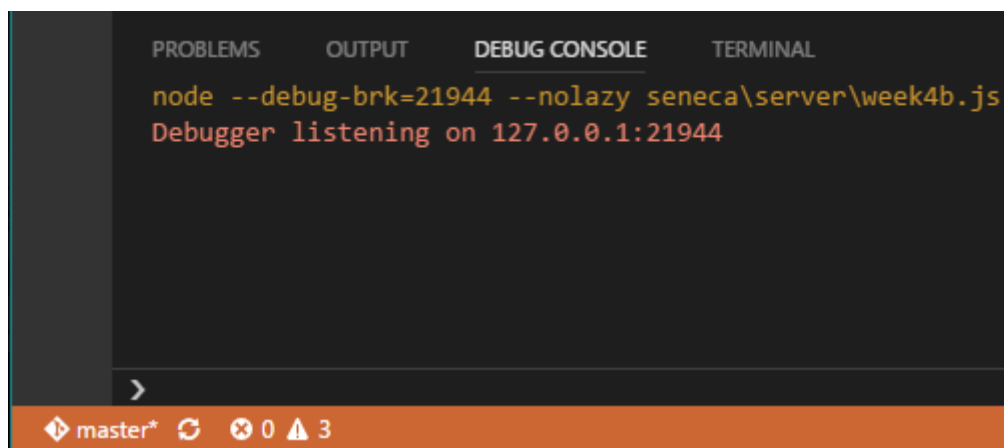 PROBLEMS OUTPUT DEBUG CONSOLE TERMINAL
node --debug-brk=21944 --nolazy seneca\server\week4b.js
Debugger listening on 127.0.0.1:21944
❯
master* 0 3